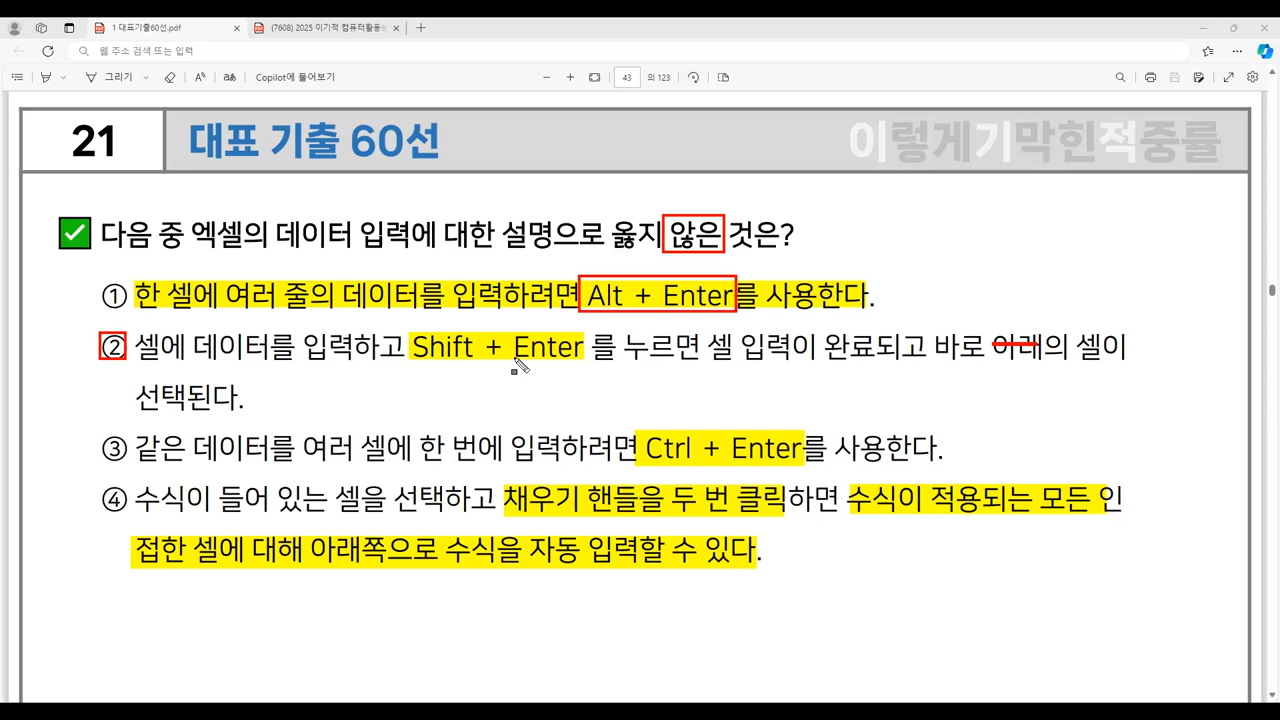 1 대표기출60선.pdf
(7608) 2025 이기적 컴퓨터활용능
웹 주소 검색 또는 입력
그리기
가あ
Copilot에 물어보기
43 의 123
21
대표 기출 60선
이렇게기막힌적중률
다음 중 엑셀의 데이터 입력에 대한 설명으로 옳지 않은 것은?
① 한 셀에 여러 줄의 데이터를 입력하려면 Alt + Enter를 사용한다.
② 셀에 데이터를 입력하고 Shift + Enter 를 누르면 셀 입력이 완료되고 바로 아래의 셀이
선택된다.
③ 같은 데이터를 여러 셀에 한 번에 입력하려면 Ctrl + Enter를 사용한다.
④ 수식이 들어 있는 셀을 선택하고 채우기 핸들을 두 번 클릭하면 수식이 적용되는 모든 인
접한 셀에 대해 아래쪽으로 수식을 자동 입력할 수 있다.